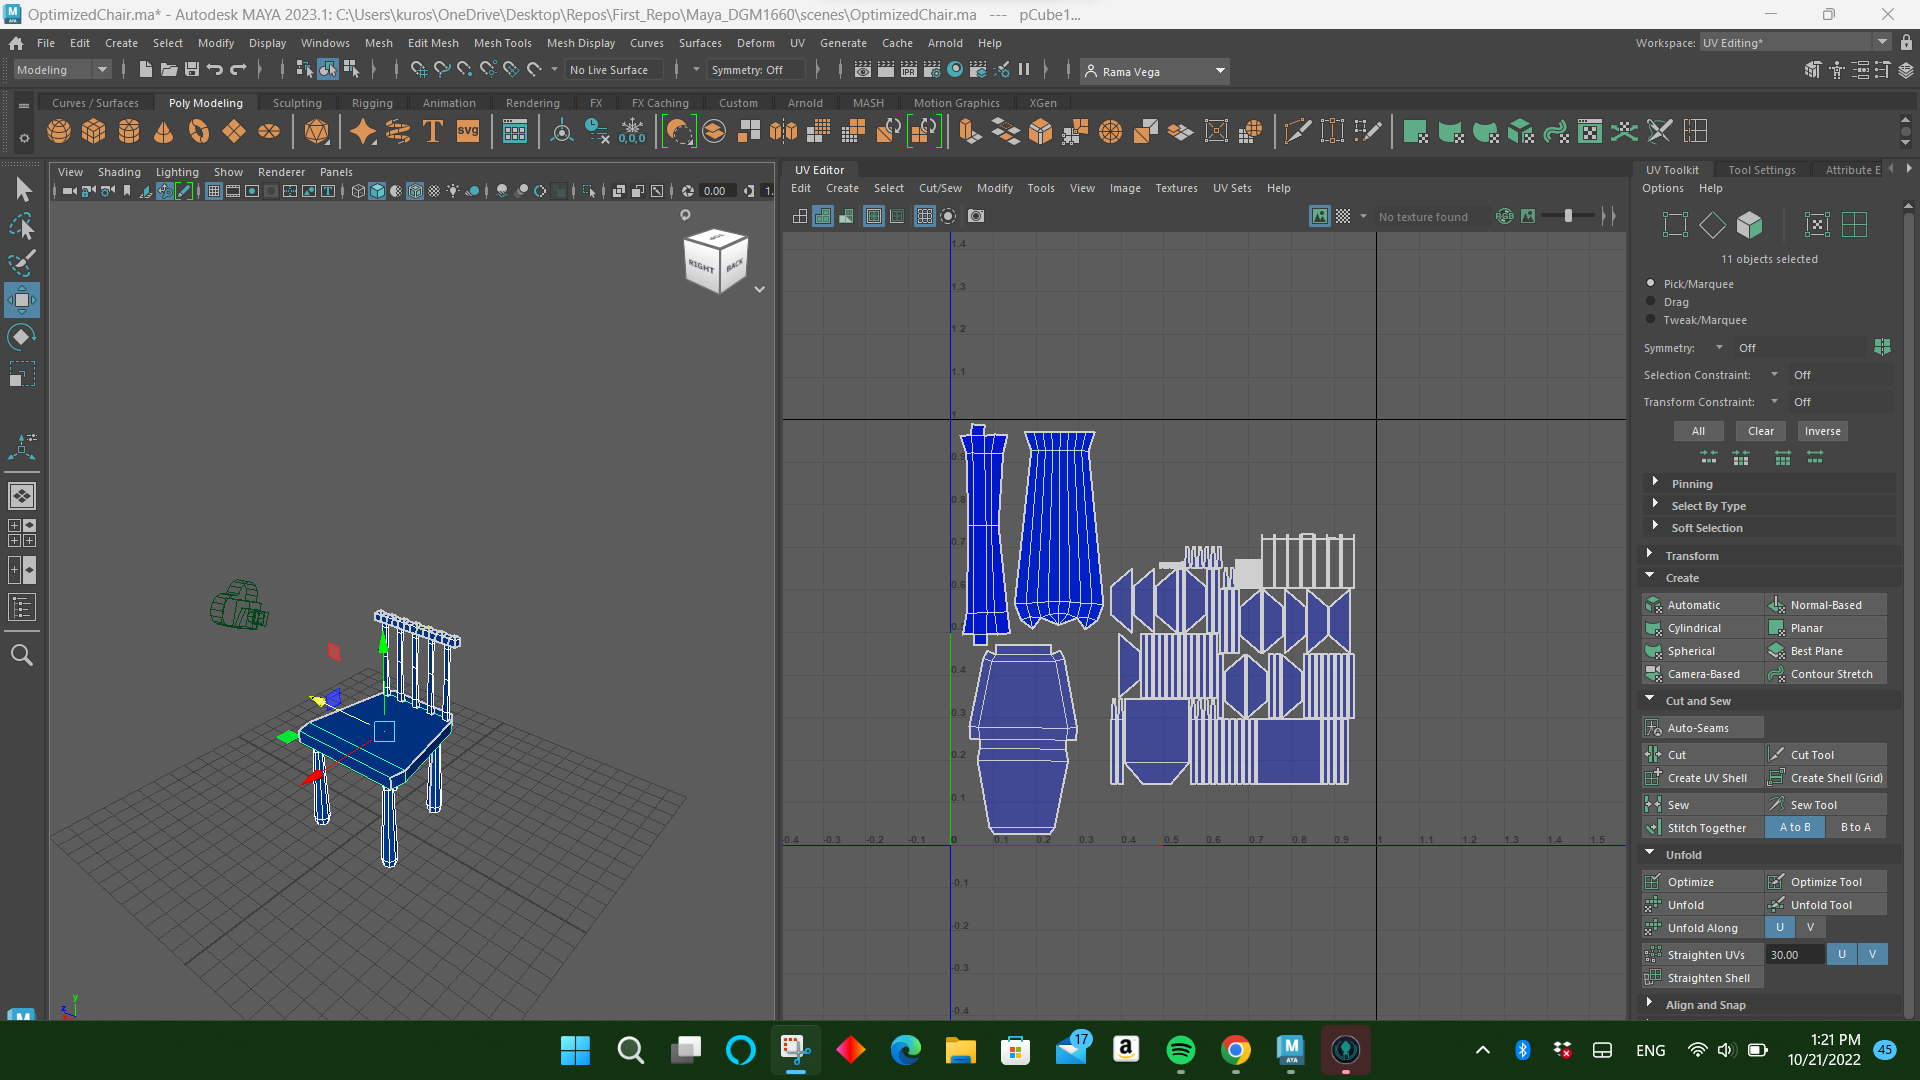 OptimizedChair.ma* - Autodesk MAYA 2023.1: C:\Users\kuros\OneDrive\Desktop\Repos\First_Repo\Maya_DGM1660\scenes\OptimizedChair.ma --- pCube1...
File Edit Create Select Modify Display Windows Mesh Edit Mesh Mesh Tools Mesh Display Curves Surfaces Deform UV Generate Cache Arnold Help
Workspace: UV Editing*
Modeling No Live Surface Symmetry: Off Rama Vega
Curves / Surfaces Poly Modeling Sculpting Rigging Animation Rendering FX FX Caching Custom Arnold MASH Motion Graphics XGen
View Shading Lighting Show Renderer Panels
0.00
RIGHT BACK
UV Editor
Edit Create Select Cut/Sew Modify Tools View Image Textures UV Sets Help
No texture found
1.4
1.3
1.2
1.1
1
0.9
0.8
0.7
0.6
0.5
0.4
0.3
0.2
0.1
0.4 -0.3 -0.2 -0.1 0 0.1 0.2 0.3 0.4 0.5 0.6 0.7 0.8 0.9 1 1.1 1.2 1.3 1.4 1.5
-0.1
-0.2
-0.3
-0.4
UV Toolkit Tool Settings Attribute E
Options Help
11 objects selected
Pick/Marquee
Drag
Tweak/Marquee
Symmetry: Off
Selection Constraint: Off
Transform Constraint: Off
All Clear Inverse
Pinning
Select By Type
Soft Selection
Transform
Create
Automatic Normal-Based
Cylindrical Planar
Spherical Best Plane
Camera-Based Contour Stretch
Cut and Sew
Auto-Seams
Cut Cut Tool
Create UV Shell Create Shell (Grid)
Sew Sew Tool
Stitch Together A to B B to A
Unfold
Optimize Optimize Tool
Unfold Unfold Tool
Unfold Along U V
Straighten UVs 30.00 U V
Straighten Shell
Align and Snap
17
ENG
1:21 PM
10/21/2022
45